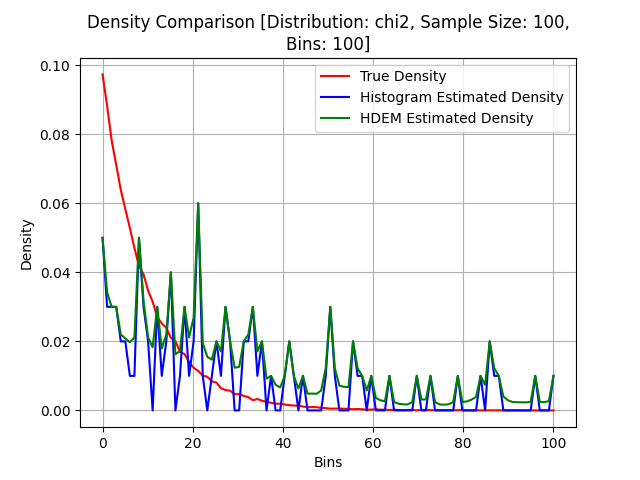 Density Comparison [Distribution: chi2, Sample Size: 100,
Bins: 100]
True Density
Histogram Estimated Density
HDEM Estimated Density
Density
0.10
0.08
0.06
0.04
0.02
0.00
0 20 40 60 80 100
Bins